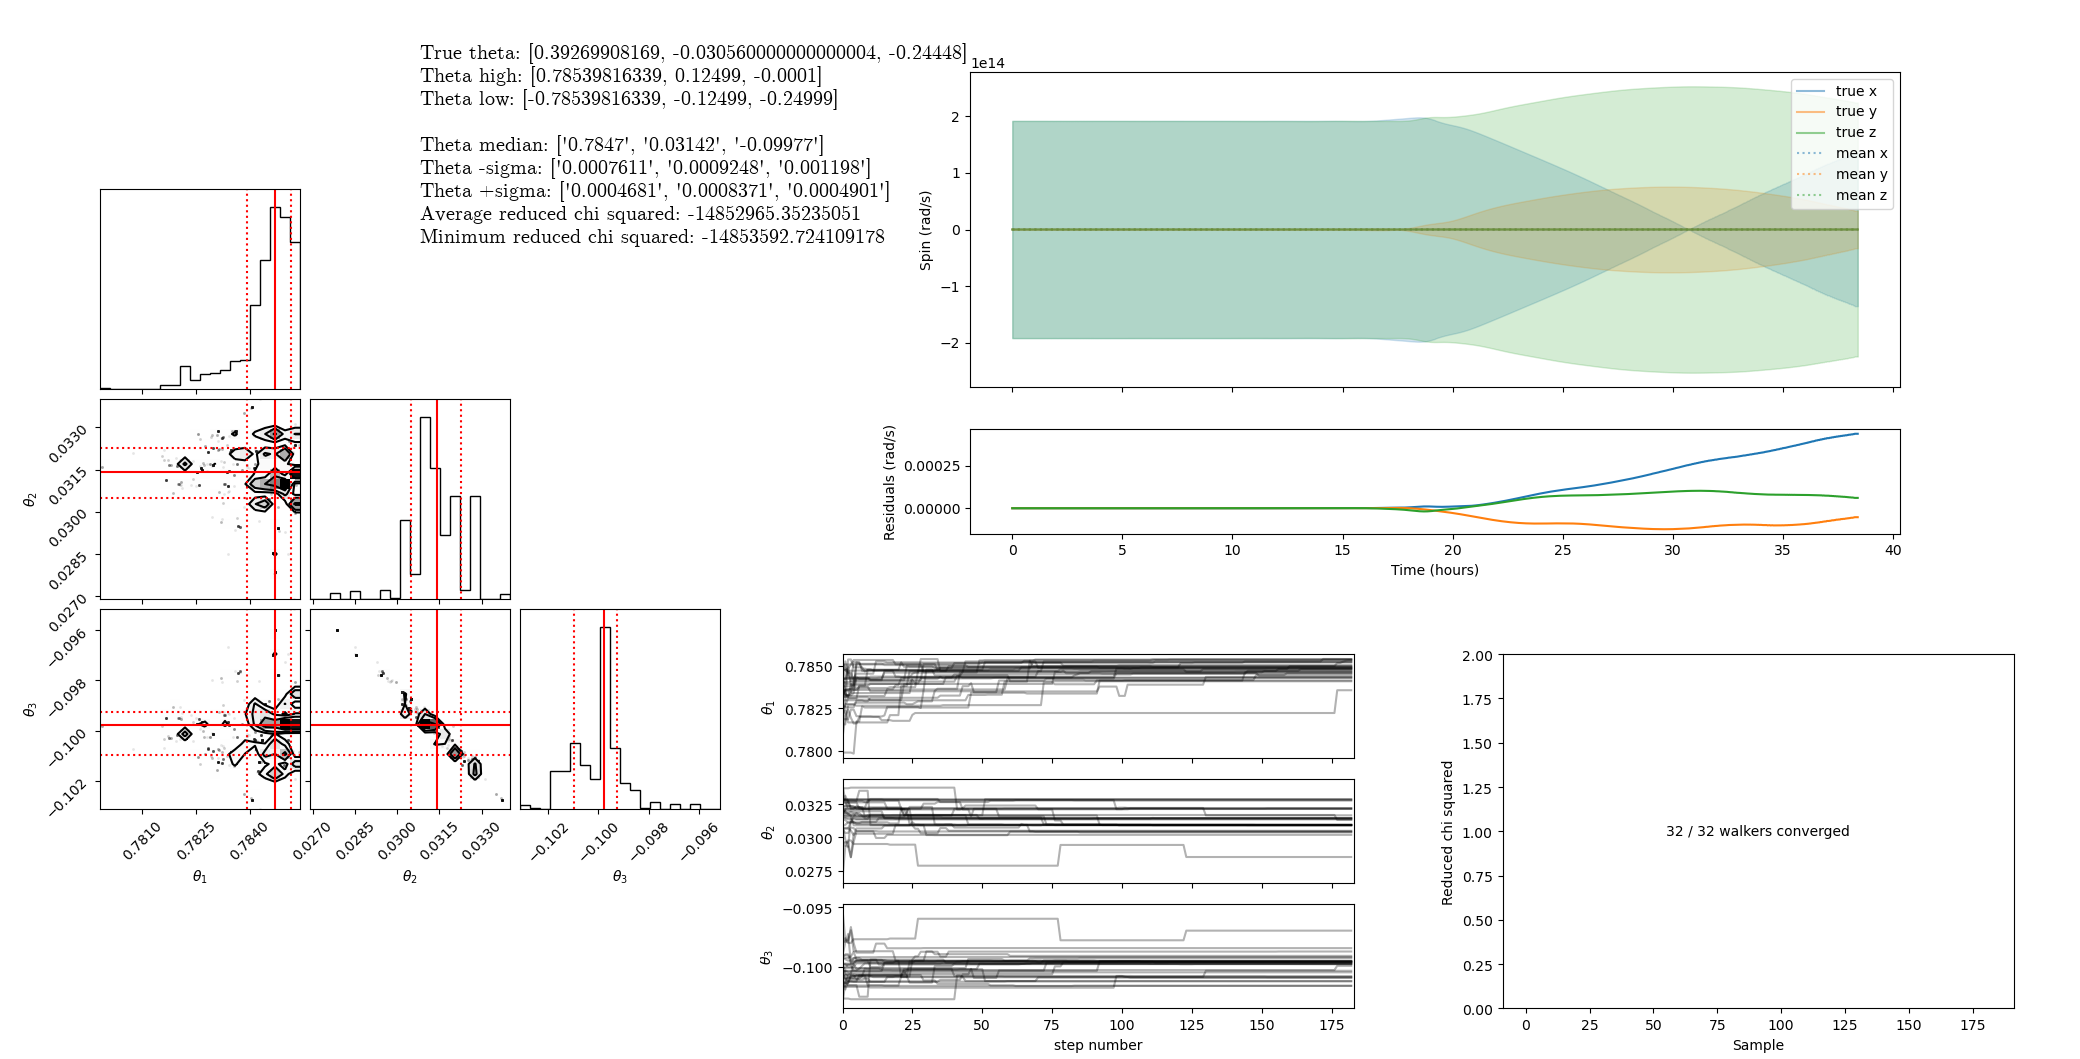 True theta: [0.39269908169, -0.030560000000000004, -0.24448]
Theta high: [0.78539816339, 0.12499, -0.0001]
Theta low: [-0.78539816339, -0.12499, -0.24999]
Theta median: ['0.7847', '0.03142', '-0.09977']
Theta -sigma: ['0.0007611', '0.0009248', '0.001198']
Theta +sigma: ['0.0004681', '0.0008371', '0.0004901']
Average reduced chi squared: -14852965.35235051
Minimum reduced chi squared: -14853592.724109178
1e14
2
1
0
−1
−2
Spin (rad/s)
true x
true y
true z
mean x
mean y
mean z
0.00025
0.00000
Residuals (rad/s)
0 5 10 15 20 25 30 35 40
Time (hours)
0.0330
0.0315
0.0300
0.0285
0.0270
θ2
−0.096
−0.098
−0.100
−0.102
θ3
0.7810 0.7825 0.7840
θ1
0.0270 0.0285 0.0300 0.0315 0.0330
θ2
−0.102 −0.100 −0.098 −0.096
θ3
0.7850
0.7825
0.7800
θ1
0.0325
0.0300
0.0275
θ2
−0.095
−0.100
θ3
0 25 50 75 100 125 150 175
step number
2.00
1.75
1.50
1.25
1.00
0.75
0.50
0.25
0.00
Reduced chi squared
32 / 32 walkers converged
0 25 50 75 100 125 150 175
Sample